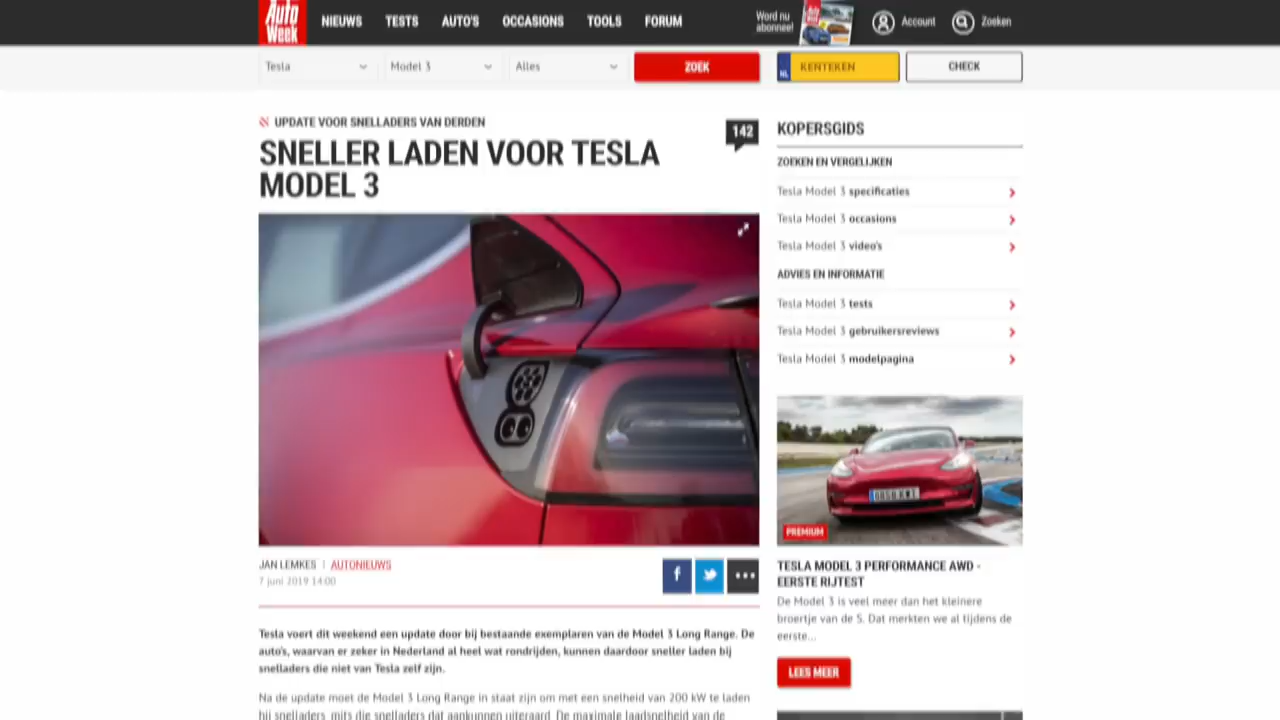 Auto
Week
NIEUWS
TESTS
AUTO'S
OCCASIONS
TOOLS
FORUM
Word nu
abonnee!
Account
Zoeken
Tesla
Model 3
Alles
ZOEK
NL
KENTEKEN
CHECK
UPDATE VOOR SNELLADERS VAN DERDEN
142
SNELLER LADEN VOOR TESLA
MODEL 3
JAN LEMKES | AUTONIEUWS
7 juni 2019 14:00
Tesla voert dit weekend een update door bij bestaande exemplaren van de Model 3 Long Range. De
auto's, waarvan er zeker in Nederland al heel wat rondrijden, kunnen daardoor sneller laden bij
snelladers die niet van Tesla zelf zijn.
Na de update moet de Model 3 Long Range in staat zijn om met een snelheid van 200 kW te laden
bij snelladers, mits die snelladers dat aankunnen uiteraard. De maximale laadsnelheid van de
KOPERSGIDS
ZOEKEN EN VERGELIJKEN
Tesla Model 3 specificaties
Tesla Model 3 occasions
Tesla Model 3 video's
ADVIES EN INFORMATIE
Tesla Model 3 tests
Tesla Model 3 gebruikersreviews
Tesla Model 3 modelpagina
PREMIUM
TESLA MODEL 3 PERFORMANCE AWD -
EERSTE RIJTEST
De Model 3 is veel meer dan het kleinere
broertje van de S. Dat merkten we al tijdens de
eerste...
LEES MEER